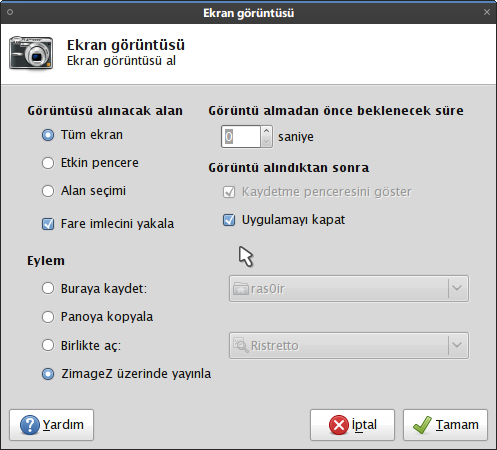 Ekran görüntüsü
Ekran görüntüsü
Ekran görüntüsü al
Görüntüsü alınacak alan
Tüm ekran
Etkin pencere
Alan seçimi
Fare imlecini yakala
Görüntü almadan önce beklenecek süre
0 saniye
Görüntü alındıktan sonra
Kaydetme penceresini göster
Uygulamayı kapat
Eylem
Buraya kaydet: ras0ir
Panoya kopyala
Birlikte aç: Ristretto
ZimageZ üzerinde yayınla
Yardım İptal Tamam